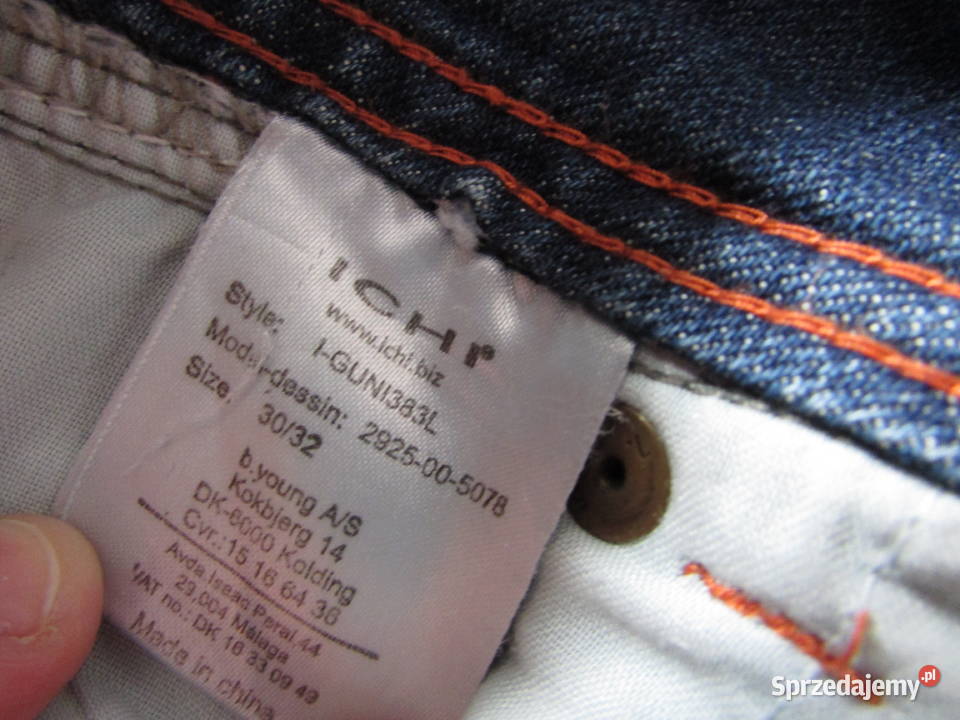 ICHI
www.ichi.biz
Style: I-GUNI383L
dessin: 2925-00-5078
Size. 30/32
b.young A/S
Kokbjerg 14
DK-6000 Kolding
Cvr.:15 16 64 36
Avda.Isead Peral.44
29,004 Málaga
VAT no.: DK 16 33 09 49
Made in china
Sprzedajemy.pl